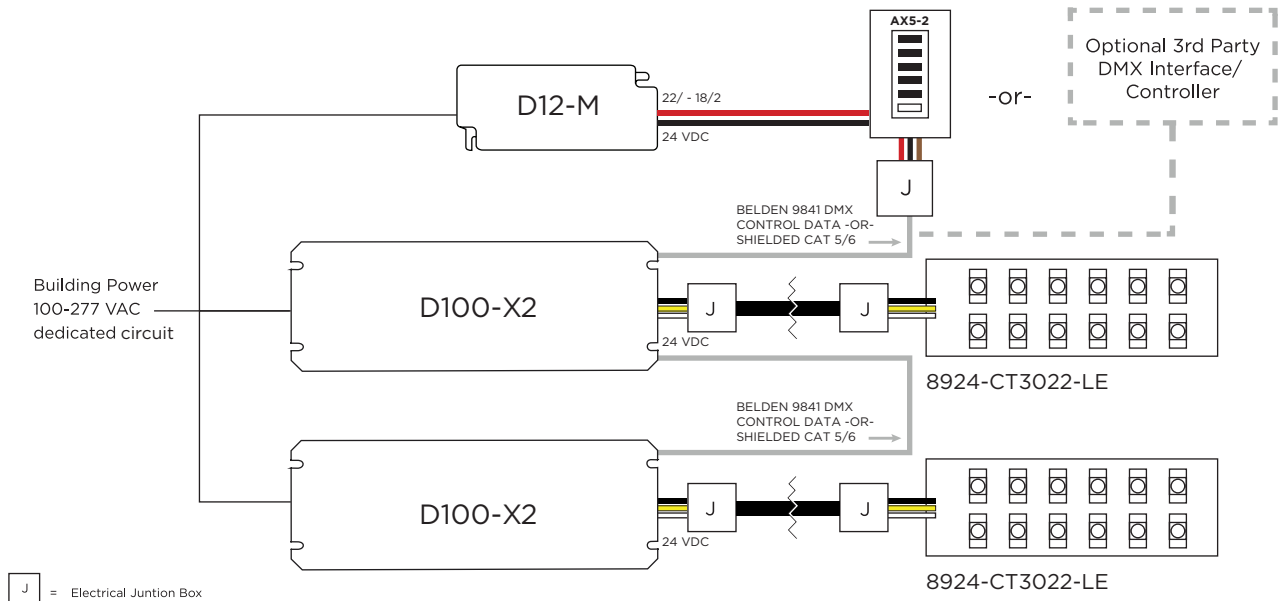 AX5-2
Optional 3rd Party
DMX Interface/
Controller
-or-
D12-M
22/ - 18/2
24 VDC
J
BELDEN 9841 DMX
CONTROL DATA -OR-
SHIELDED CAT 5/6
Building Power
100-277 VAC
dedicated circuit
D100-X2
J
J
24 VDC
8924-CT3022-LE
BELDEN 9841 DMX
CONTROL DATA -OR-
SHIELDED CAT 5/6
D100-X2
J
J
24 VDC
8924-CT3022-LE
J = Electrical Juntion Box